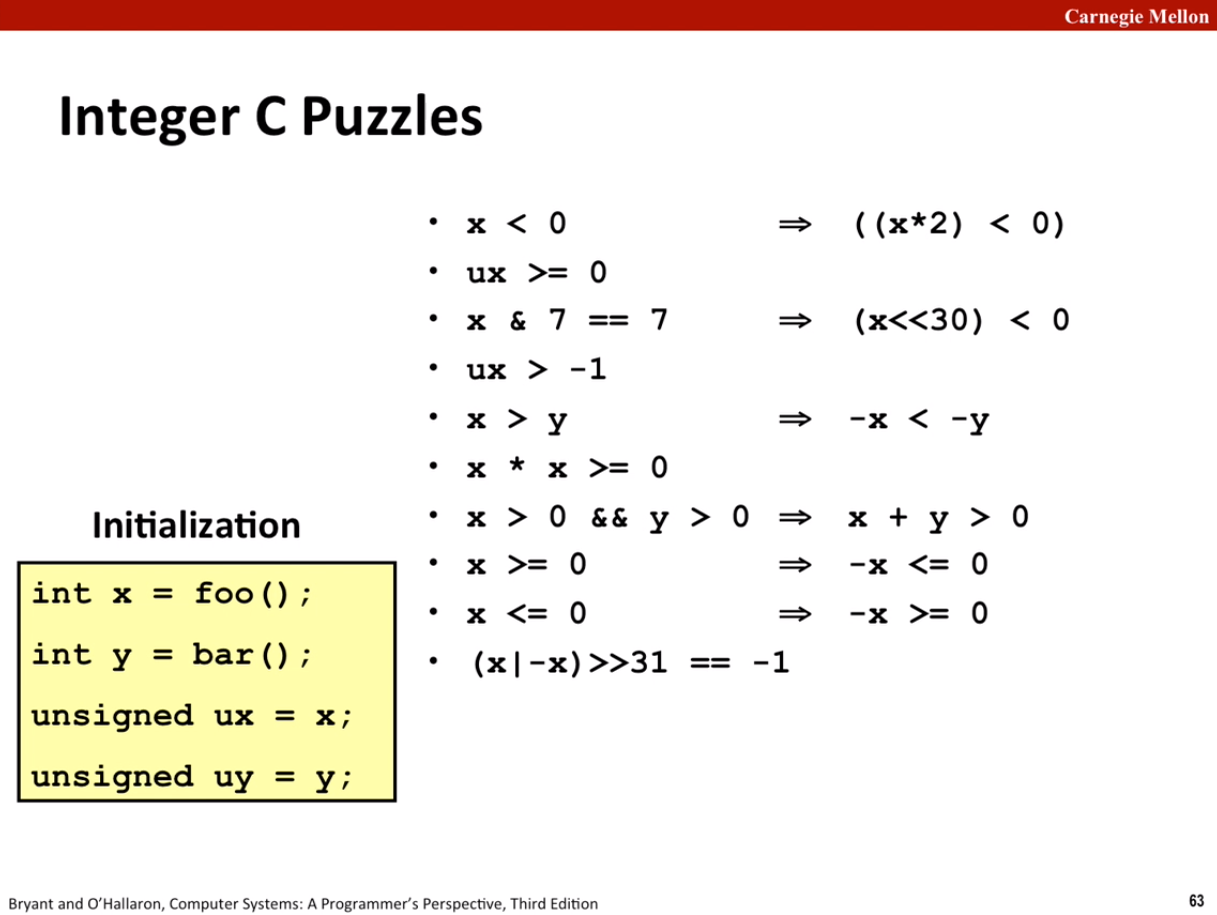 Carnegie Mellon
Integer C Puzzles
• x < 0 ⇒ ((x*2) < 0)
• ux >= 0
• x & 7 == 7 ⇒ (x<<30) < 0
• ux > -1
• x > y ⇒ -x < -y
• x * x >= 0
• x > 0 && y > 0 ⇒ x + y > 0
• x >= 0 ⇒ -x <= 0
• x <= 0 ⇒ -x >= 0
• (x|-x)>>31 == -1
Initialization
int x = foo();
int y = bar();
unsigned ux = x;
unsigned uy = y;
Bryant and O’Hallaron, Computer Systems: A Programmer’s Perspective, Third Edition
63